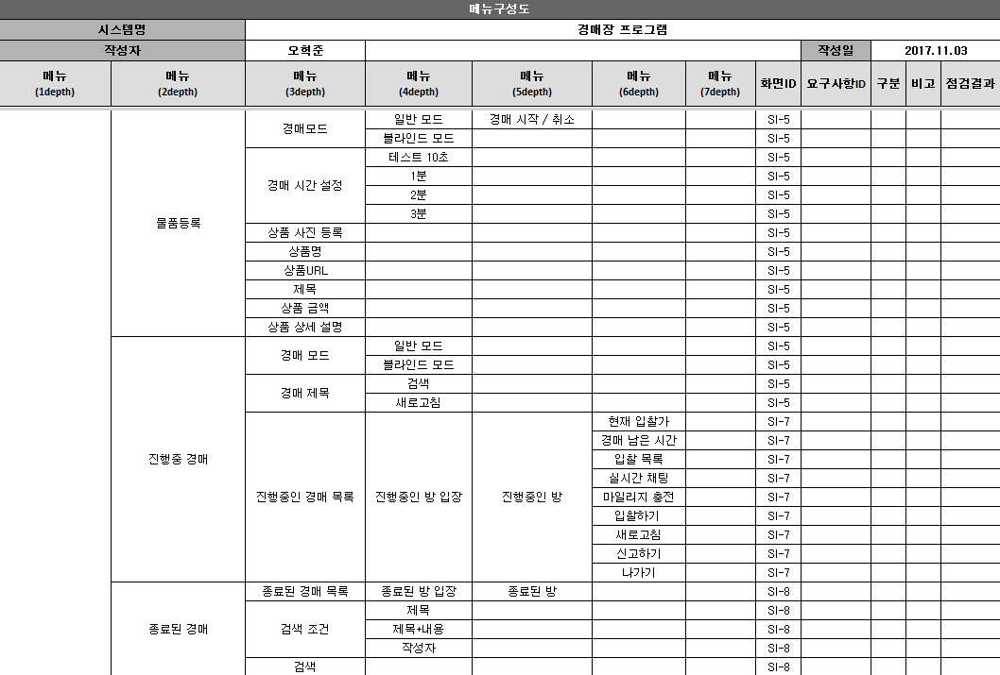 메뉴구성도
시스템명 경매장 프로그램
작성자 오혁준 작성일 2017.11.03
메뉴 메뉴 메뉴 메뉴 메뉴 메뉴 메뉴 화면ID 요구사항ID 구분 비고 점검결과
(1depth) (2depth) (3depth) (4depth) (5depth) (6depth) (7depth)
물품등록 경매모드 일반 모드 경매 시작 / 취소 SI-5
블라인드 모드 SI-5
경매 시간 설정 테스트 10초 SI-5
1분 SI-5
2분 SI-5
3분 SI-5
상품 사진 등록 SI-5
상품명 SI-5
상품URL SI-5
제목 SI-5
상품 금액 SI-5
상품 상세 설명 SI-5
진행중 경매 경매 모드 일반 모드 SI-5
블라인드 모드 SI-5
경매 제목 검색 SI-5
새로고침 SI-5
진행중인 경매 목록 진행중인 방 입장 진행중인 방 현재 입찰가 SI-7
경매 남은 시간 SI-7
입찰 목록 SI-7
실시간 채팅 SI-7
마일리지 충전 SI-7
입찰하기 SI-7
새로고침 SI-7
신고하기 SI-7
나가기 SI-7
종료된 경매 종료된 경매 목록 종료된 방 입장 종료된 방 SI-8
검색 조건 제목 SI-8
제목+내용 SI-8
작성자 SI-8
검색 SI-8